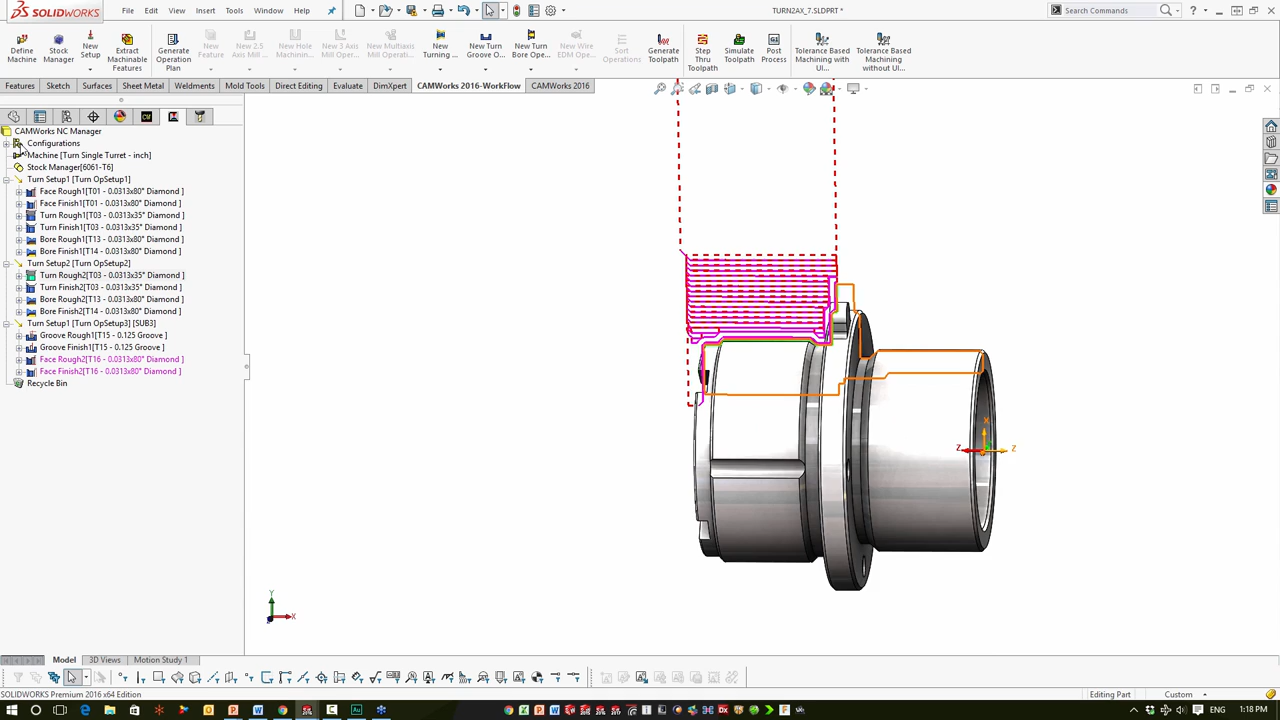 SOLIDWORKS File Edit View Insert Tools Window Help TURN2AX_7.SLDPRT * Search Commands
Define Machine
Stock Manager
New Setup
Extract Machinable Features
Generate Operation Plan
New Feature
New 2.5 Axis Mill ...
New Hole Machinin...
New 3 Axis Mill Oper...
New Multiaxis Mill Operati...
New Turning ...
New Turn Groove O...
New Turn Bore Ope...
New Wire EDM Ope...
Sort Operations
Generate Toolpath
Step Thru Toolpath
Simulate Toolpath
Post Process
Tolerance Based Machining with UI...
Tolerance Based Machining without UI...
Features Sketch Surfaces Sheet Metal Weldments Mold Tools Direct Editing Evaluate DimXpert CAMWorks 2016-WorkFlow CAMWorks 2016
CAMWorks NC Manager
Configurations
Machine [Turn Single Turret - inch]
Stock Manager[6061-T6]
Turn Setup1 [Turn OpSetup1]
Face Rough1[T01 - 0.0313x80° Diamond ]
Face Finish1[T01 - 0.0313x80° Diamond ]
Turn Rough1[T03 - 0.0313x35° Diamond ]
Turn Finish1[T03 - 0.0313x35° Diamond ]
Bore Rough1[T13 - 0.0313x80° Diamond ]
Bore Finish1[T14 - 0.0313x80° Diamond ]
Turn Setup2 [Turn OpSetup2]
Turn Rough2[T03 - 0.0313x35° Diamond ]
Turn Finish2[T03 - 0.0313x35° Diamond ]
Bore Rough2[T13 - 0.0313x80° Diamond ]
Bore Finish2[T14 - 0.0313x80° Diamond ]
Turn Setup1 [Turn OpSetup3] [SUB3]
Groove Rough1[T15 - 0.125 Groove ]
Groove Finish1[T15 - 0.125 Groove ]
Face Rough2[T16 - 0.0313x80° Diamond ]
Face Finish2[T16 - 0.0313x80° Diamond ]
Recycle Bin
X
Z Z
Y
X
Z
Model 3D Views Motion Study 1
SOLIDWORKS Premium 2016 x64 Edition Editing Part Custom
ENG 1:18 PM